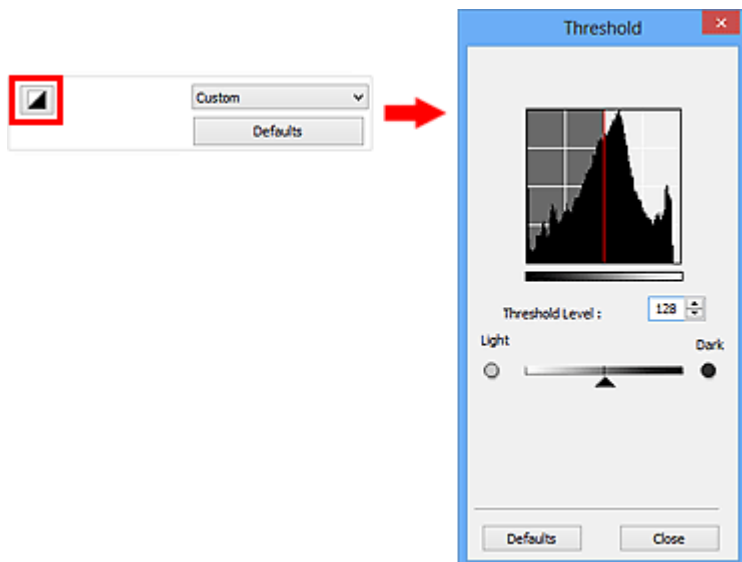 Custom
Defaults
Threshold
Threshold Level :
128
Light
Dark
Defaults
Close